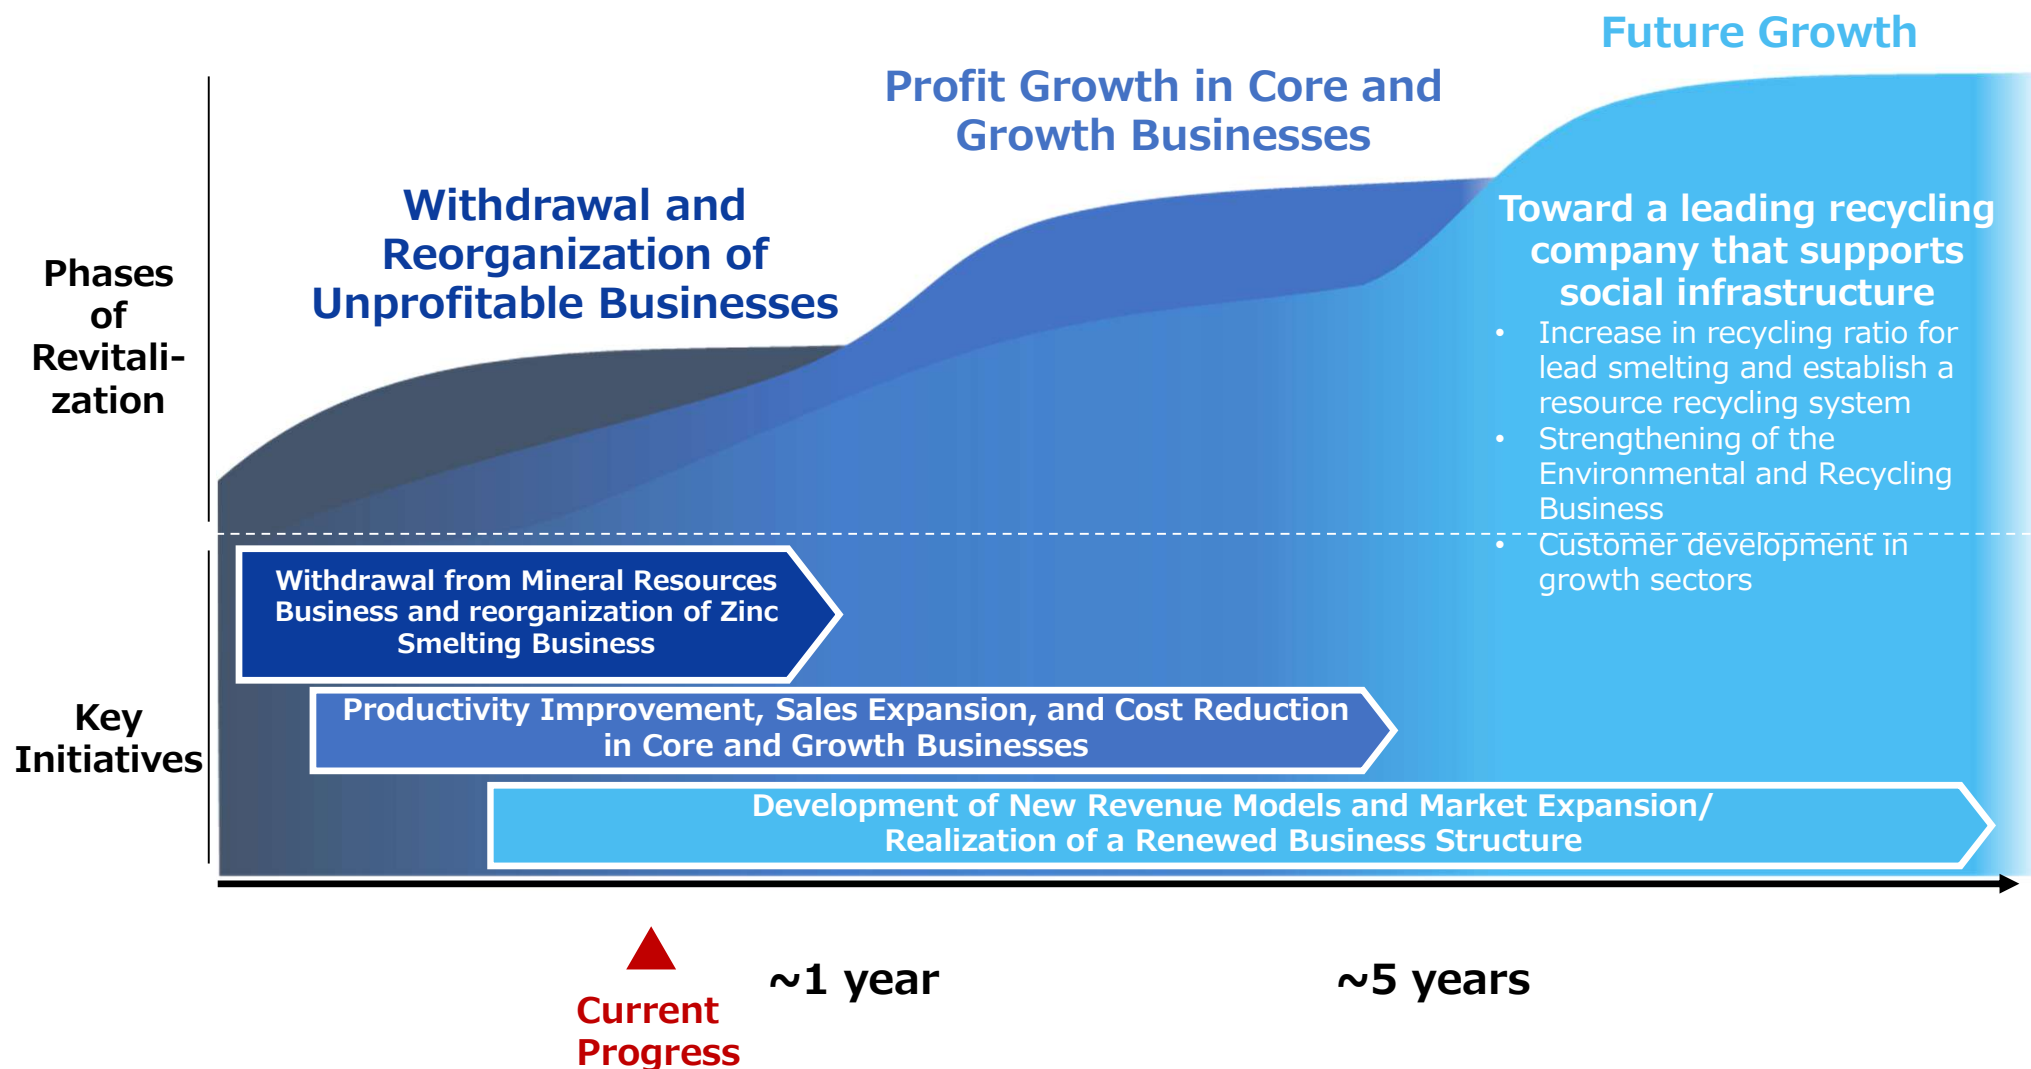 Future Growth
Profit Growth in Core and
Growth Businesses
Withdrawal and
Reorganization of
Unprofitable Businesses
Phases
of
Revitali-
zation
Toward a leading recycling
company that supports
social infrastructure
• Increase in recycling ratio for
lead smelting and establish a
resource recycling system
• Strengthening of the
Environmental and Recycling
Business
• Customer development in
growth sectors
Key
Initiatives
Withdrawal from Mineral Resources
Business and reorganization of Zinc
Smelting Business
Productivity Improvement, Sales Expansion, and Cost Reduction
in Core and Growth Businesses
Development of New Revenue Models and Market Expansion/
Realization of a Renewed Business Structure
~1 year
~5 years
Current
Progress